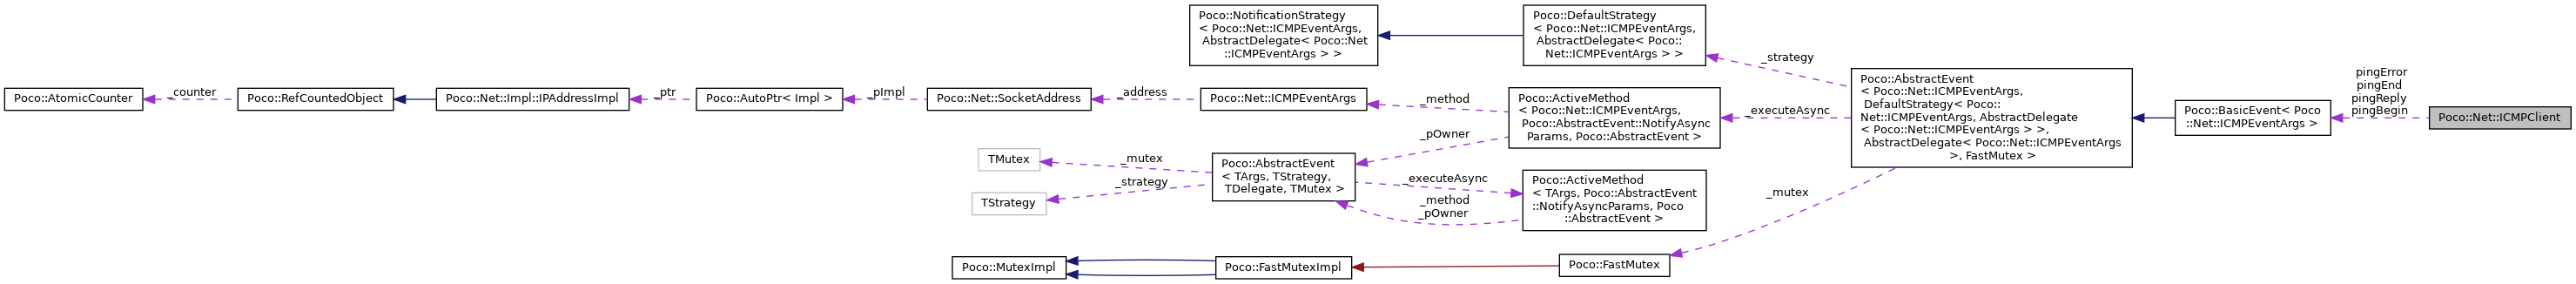 Poco::NotificationStrategy
< Poco::Net::ICMPEventArgs,
AbstractDelegate< Poco::Net
::ICMPEventArgs > >
Poco::DefaultStrategy
< Poco::Net::ICMPEventArgs,
AbstractDelegate< Poco::
Net::ICMPEventArgs > >
_strategy
Poco::AtomicCounter
_counter
Poco::RefCountedObject
Poco::Net::Impl::IPAddressImpl
_ptr
Poco::AutoPtr< Impl >
_pImpl
Poco::Net::SocketAddress
_address
Poco::Net::ICMPEventArgs
_method
_pOwner
Poco::ActiveMethod
< Poco::Net::ICMPEventArgs,
Poco::AbstractEvent::NotifyAsync
Params, Poco::AbstractEvent >
_executeAsync
Poco::AbstractEvent
< Poco::Net::ICMPEventArgs,
DefaultStrategy< Poco::
Net::ICMPEventArgs, AbstractDelegate
< Poco::Net::ICMPEventArgs > >,
AbstractDelegate< Poco::Net::ICMPEventArgs
>, FastMutex >
Poco::BasicEvent< Poco
::Net::ICMPEventArgs >
pingError
pingEnd
pingReply
pingBegin
Poco::Net::ICMPClient
TMutex
_mutex
TStrategy
_strategy
Poco::AbstractEvent
< TArgs, TStrategy,
TDelegate, TMutex >
_executeAsync
_method
_pOwner
Poco::ActiveMethod
< TArgs, Poco::AbstractEvent
::NotifyAsyncParams, Poco
::AbstractEvent >
_mutex
Poco::MutexImpl
Poco::FastMutexImpl
Poco::FastMutex